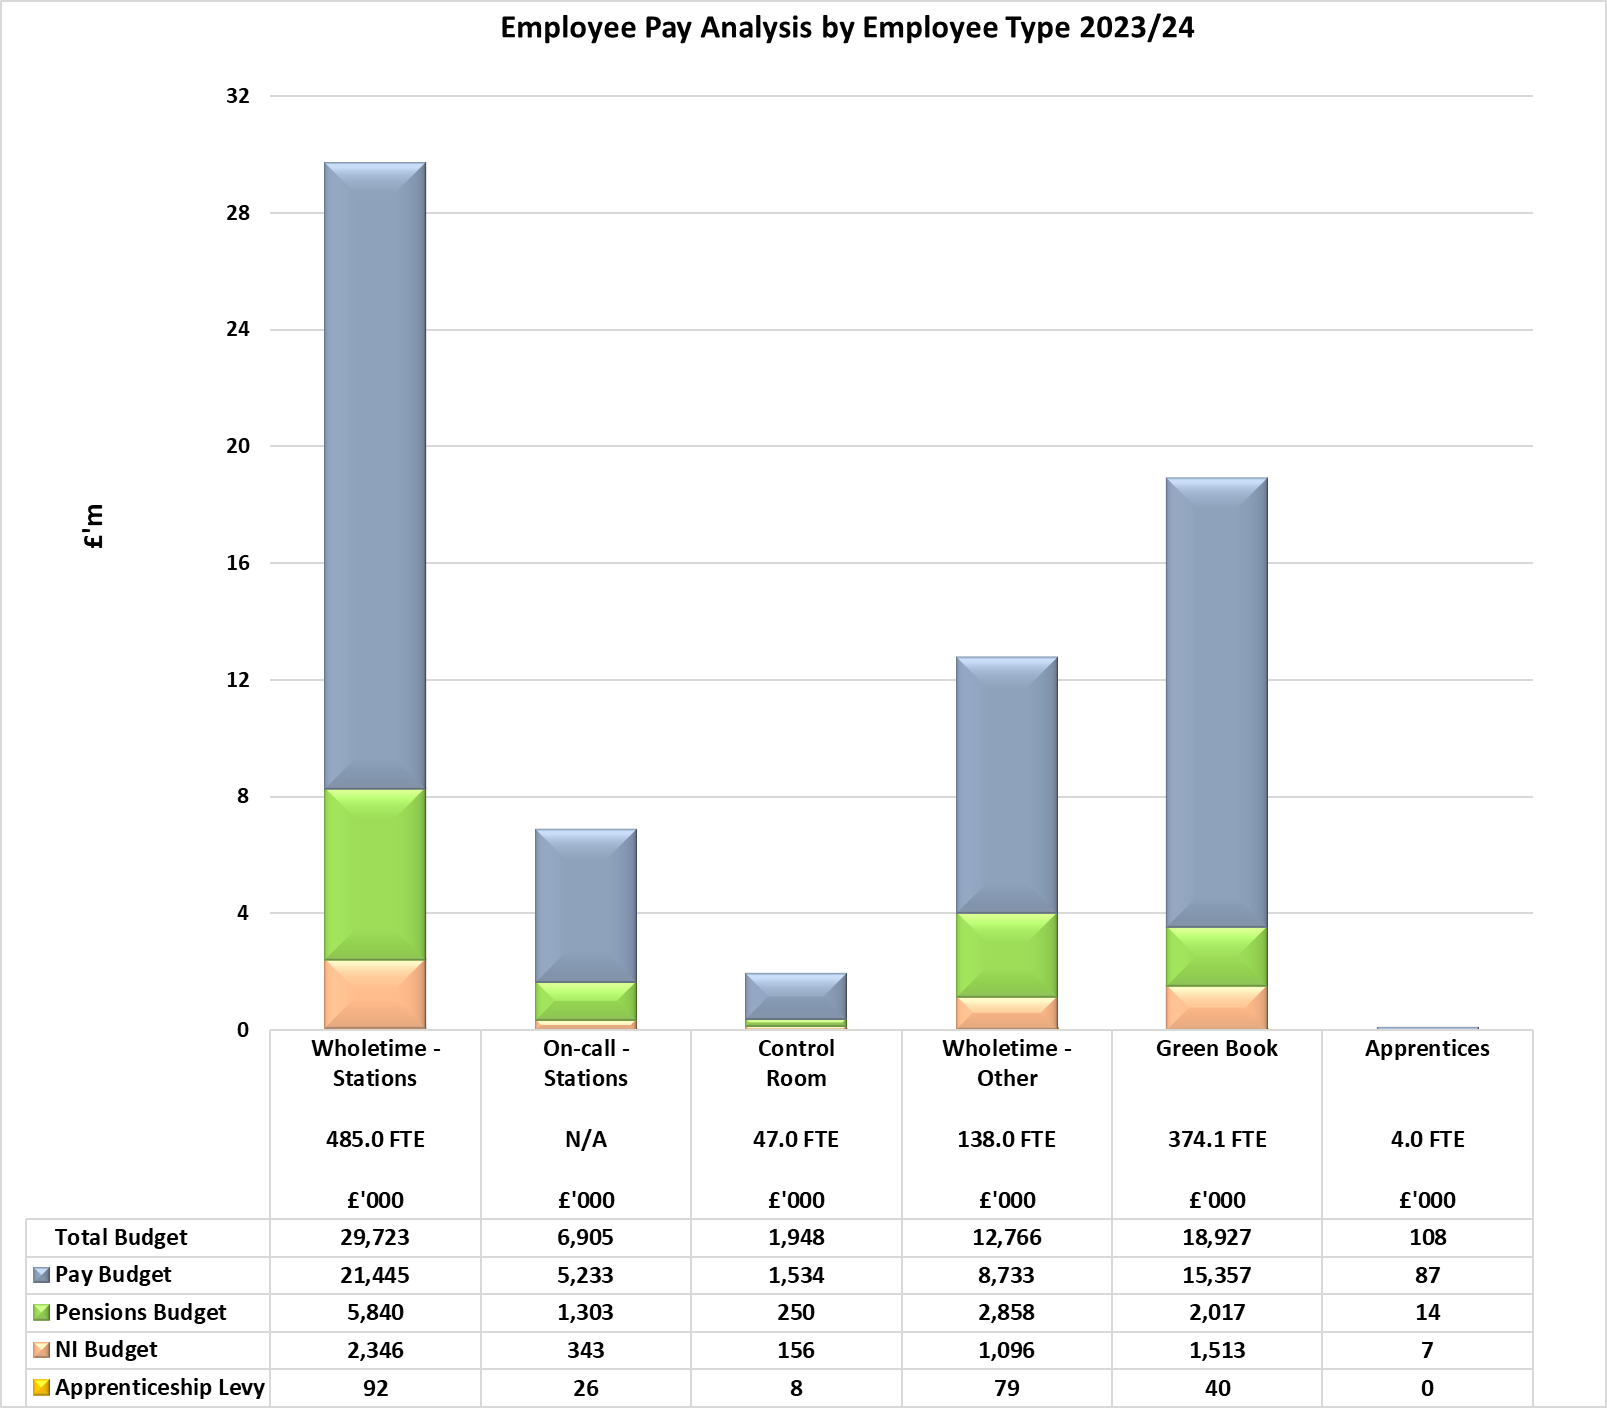 Employee Pay Analysis by Employee Type 2023/24
32
28
24
20
16
12
8
4
0
£'m
Wholetime - Stations On-call - Stations Control Room Wholetime - Other Green Book Apprentices
485.0 FTE N/A 47.0 FTE 138.0 FTE 374.1 FTE 4.0 FTE
£'000 £'000 £'000 £'000 £'000 £'000
Total Budget 29,723 6,905 1,948 12,766 18,927 108
Pay Budget 21,445 5,233 1,534 8,733 15,357 87
Pensions Budget 5,840 1,303 250 2,858 2,017 14
NI Budget 2,346 343 156 1,096 1,513 7
Apprenticeship Levy 92 26 8 79 40 0